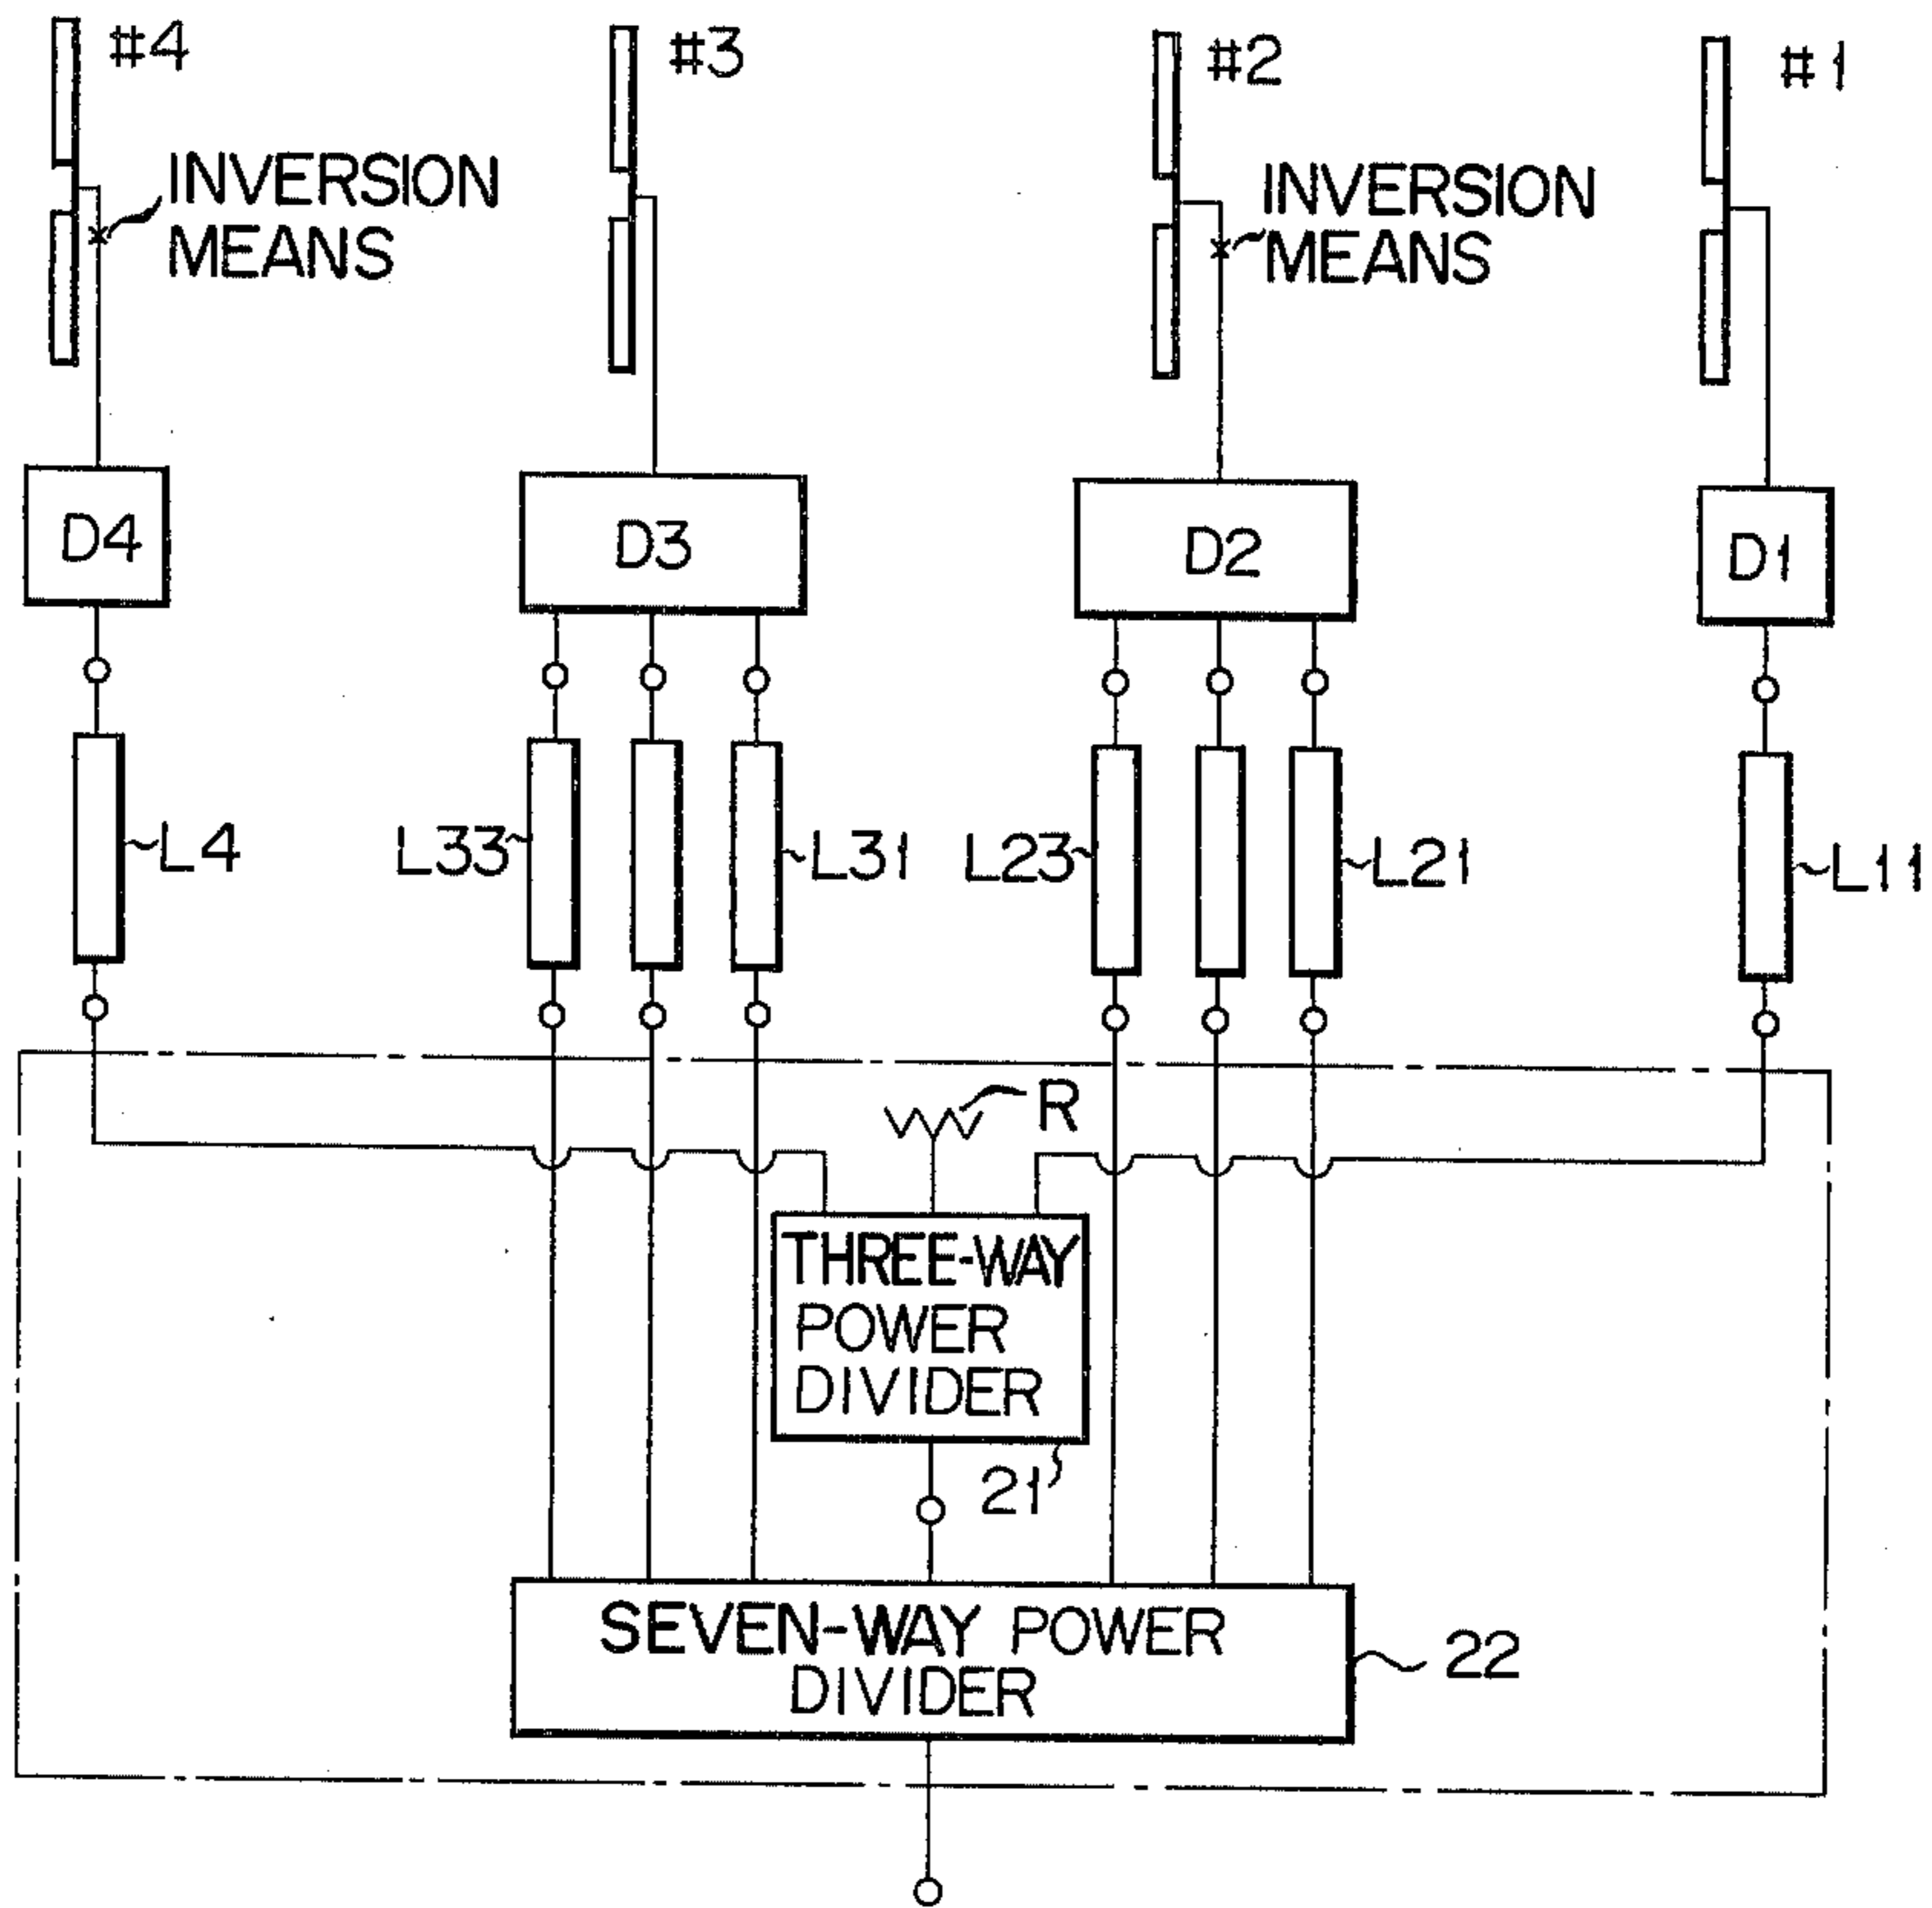 #4
#3
#2
#1
INVERSION
MEANS
INVERSION
MEANS
D4
D3
D2
D1
L4
L33
L31
L23
L21
L11
R
THREE-WAY
POWER
DIVIDER
21
SEVEN-WAY POWER
DIVIDER
22